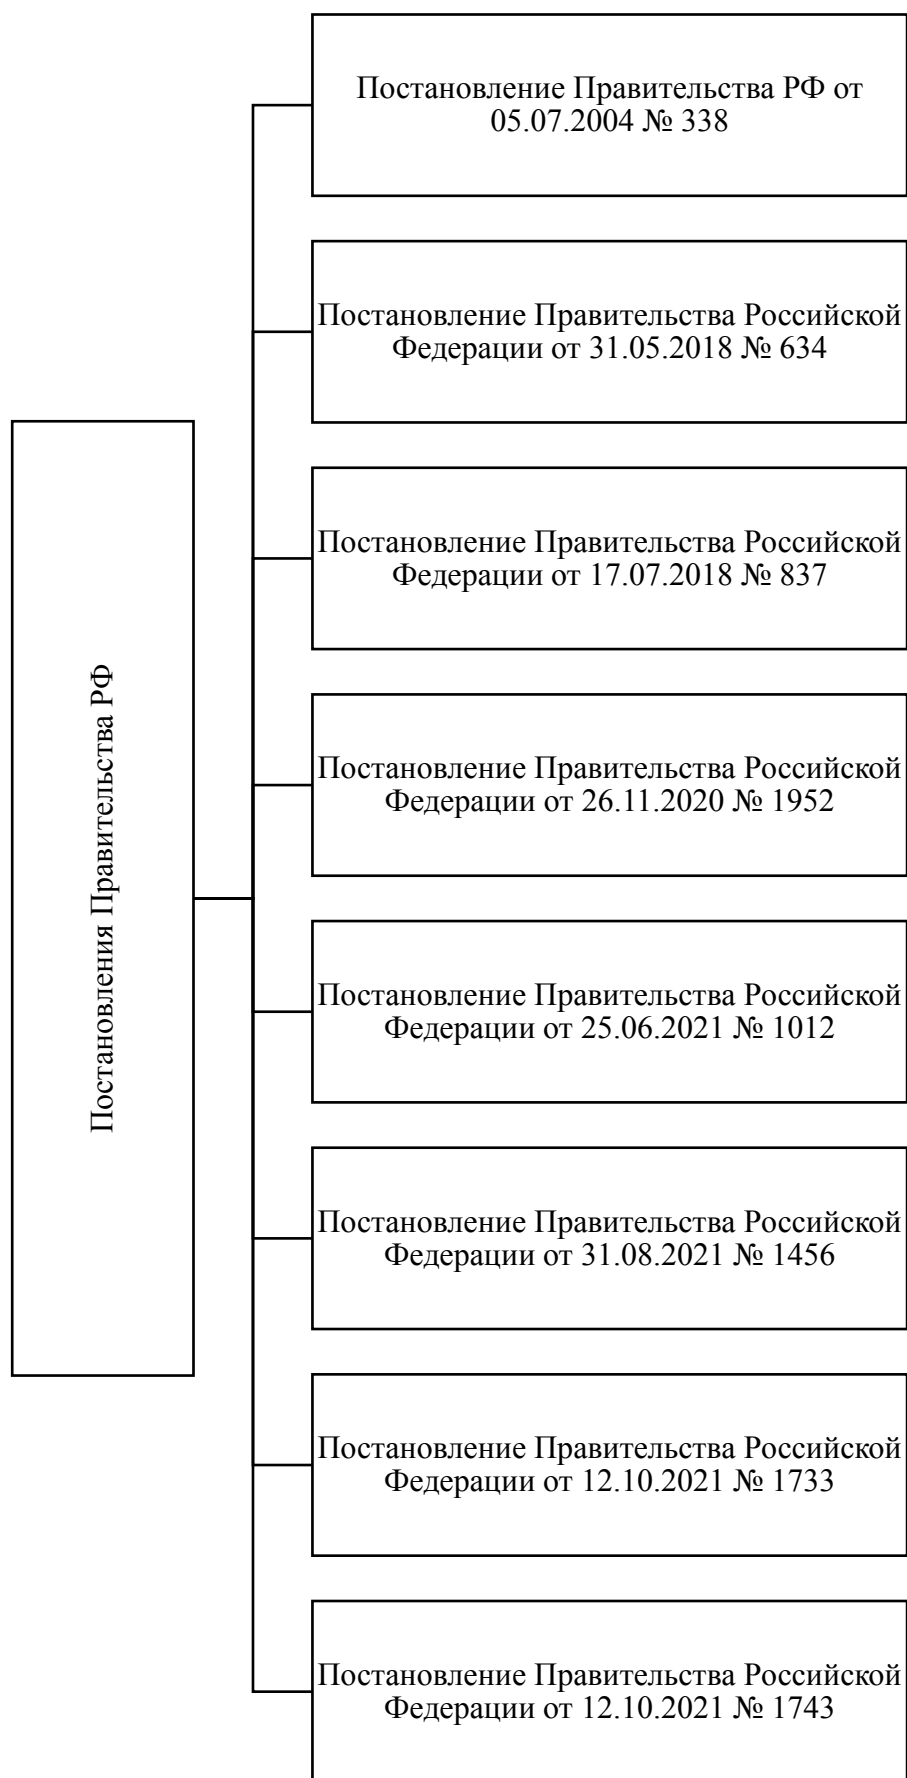 Постановления Правительства РФ
Постановление Правительства РФ от
05.07.2004 № 338
Постановление Правительства Российской
Федерации от 31.05.2018 № 634
Постановление Правительства Российской
Федерации от 17.07.2018 № 837
Постановление Правительства Российской
Федерации от 26.11.2020 № 1952
Постановление Правительства Российской
Федерации от 25.06.2021 № 1012
Постановление Правительства Российской
Федерации от 31.08.2021 № 1456
Постановление Правительства Российской
Федерации от 12.10.2021 № 1733
Постановление Правительства Российской
Федерации от 12.10.2021 № 1743